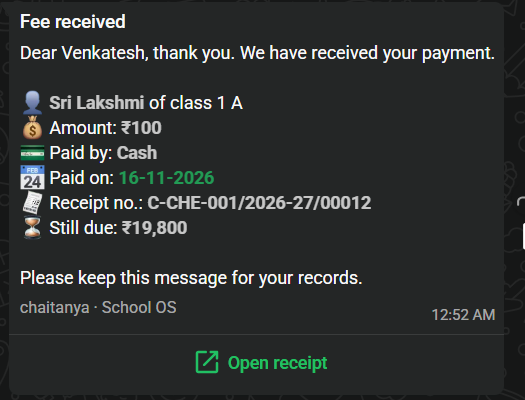 Fee received
Dear Venkatesh, thank you. We have received your payment.
👤 Sri Lakshmi of class 1 A
💰 Amount: ₹100
💳 Paid by: Cash
📅 Paid on: 16-11-2026
🧾 Receipt no.: C-CHE-001/2026-27/00012
⏳ Still due: ₹19,800
Please keep this message for your records.
chaitanya · School OS
12:52 AM
Open receipt